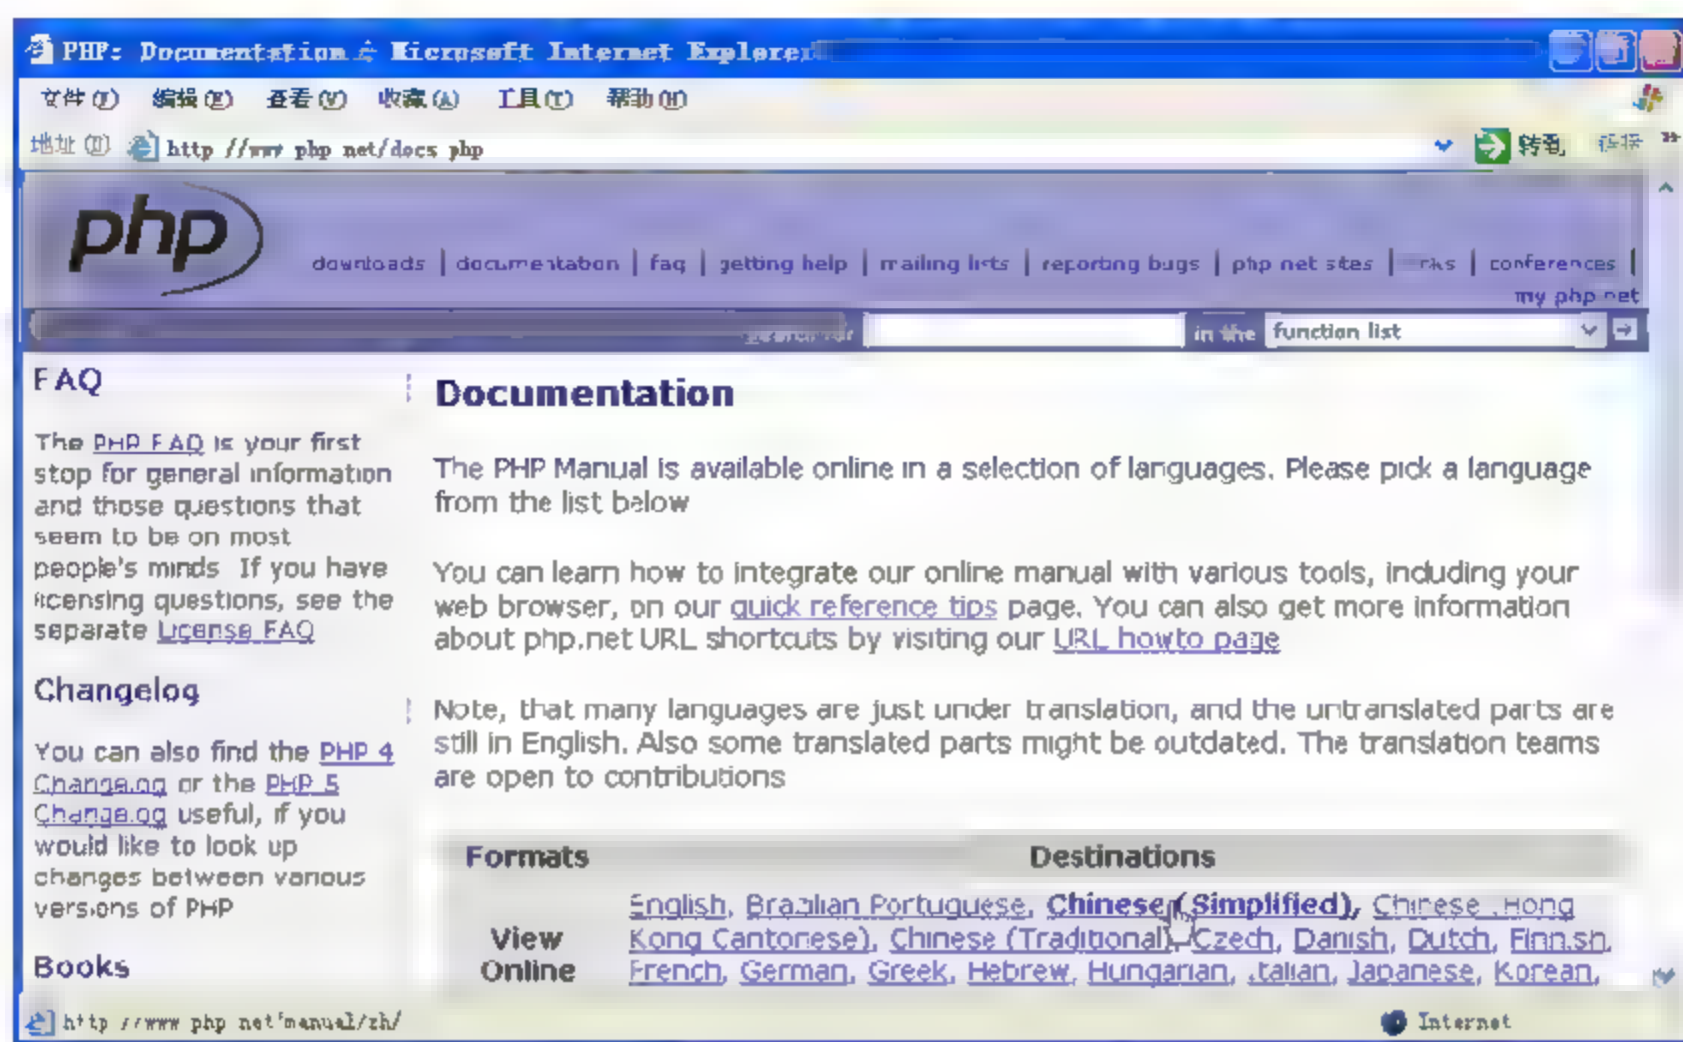 PHP: Documentation - Microsoft Internet Explorer
文件(F) 编辑(E) 查看(V) 收藏(A) 工具(T) 帮助(H)
地址(D) http //www php net/docs php 转到 链接 »
php
downloads | documentation | faq | getting help | mailing lists | reporting bugs | php net sites | links | conferences |
my php net
search for in the function list
FAQ
The PHP FAQ is your first
stop for general information
and those questions that
seem to be on most
people's minds If you have
licensing questions, see the
separate License FAQ
Changelog
You can also find the PHP 4
Changelog or the PHP 5
Changelog useful, if you
would like to look up
changes between various
versions of PHP
Books
Documentation
The PHP Manual is available online in a selection of languages. Please pick a language
from the list below
You can learn how to integrate our online manual with various tools, including your
web browser, on our quick reference tips page. You can also get more information
about php.net URL shortcuts by visiting our URL howto page
Note, that many languages are just under translation, and the untranslated parts are
still in English. Also some translated parts might be outdated. The translation teams
are open to contributions
Formats Destinations
View Online
English, Brazilian Portuguese, Chinese (Simplified), Chinese (Hong
Kong Cantonese), Chinese (Traditional), Czech, Danish, Dutch, Finnish,
French, German, Greek, Hebrew, Hungarian, Italian, Japanese, Korean,
http //www php net/manual/zh/ Internet